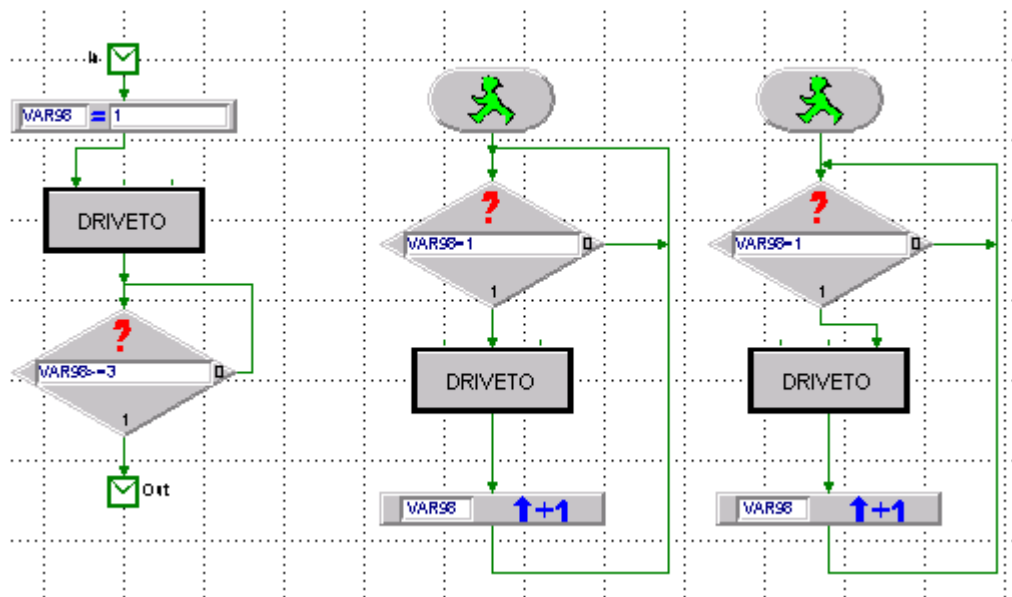 In
VAR98 = 1
DRIVETO
?
VAR98>=3 0
1
Out
?
VAR98=1 0
1
DRIVETO
VAR98 +1
?
VAR98=1 0
1
DRIVETO
VAR98 +1